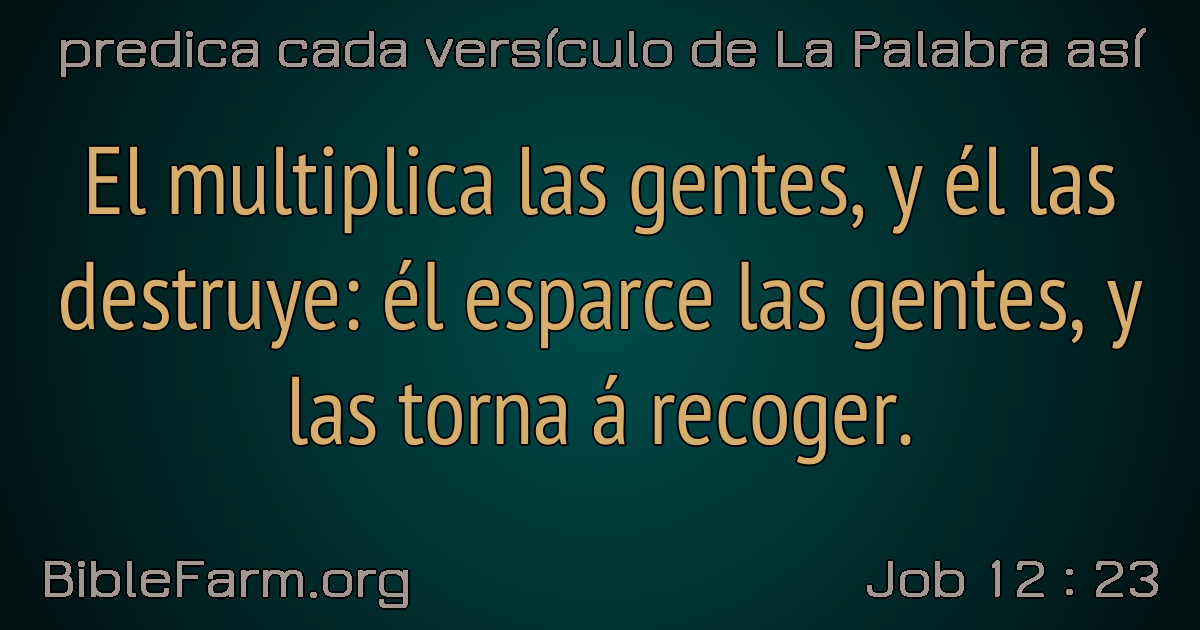 predica cada versículo de La Palabra así
El multiplica las gentes, y él las
destruye: él esparce las gentes, y
las torna á recoger.
BibleFarm.org
Job 12 : 23